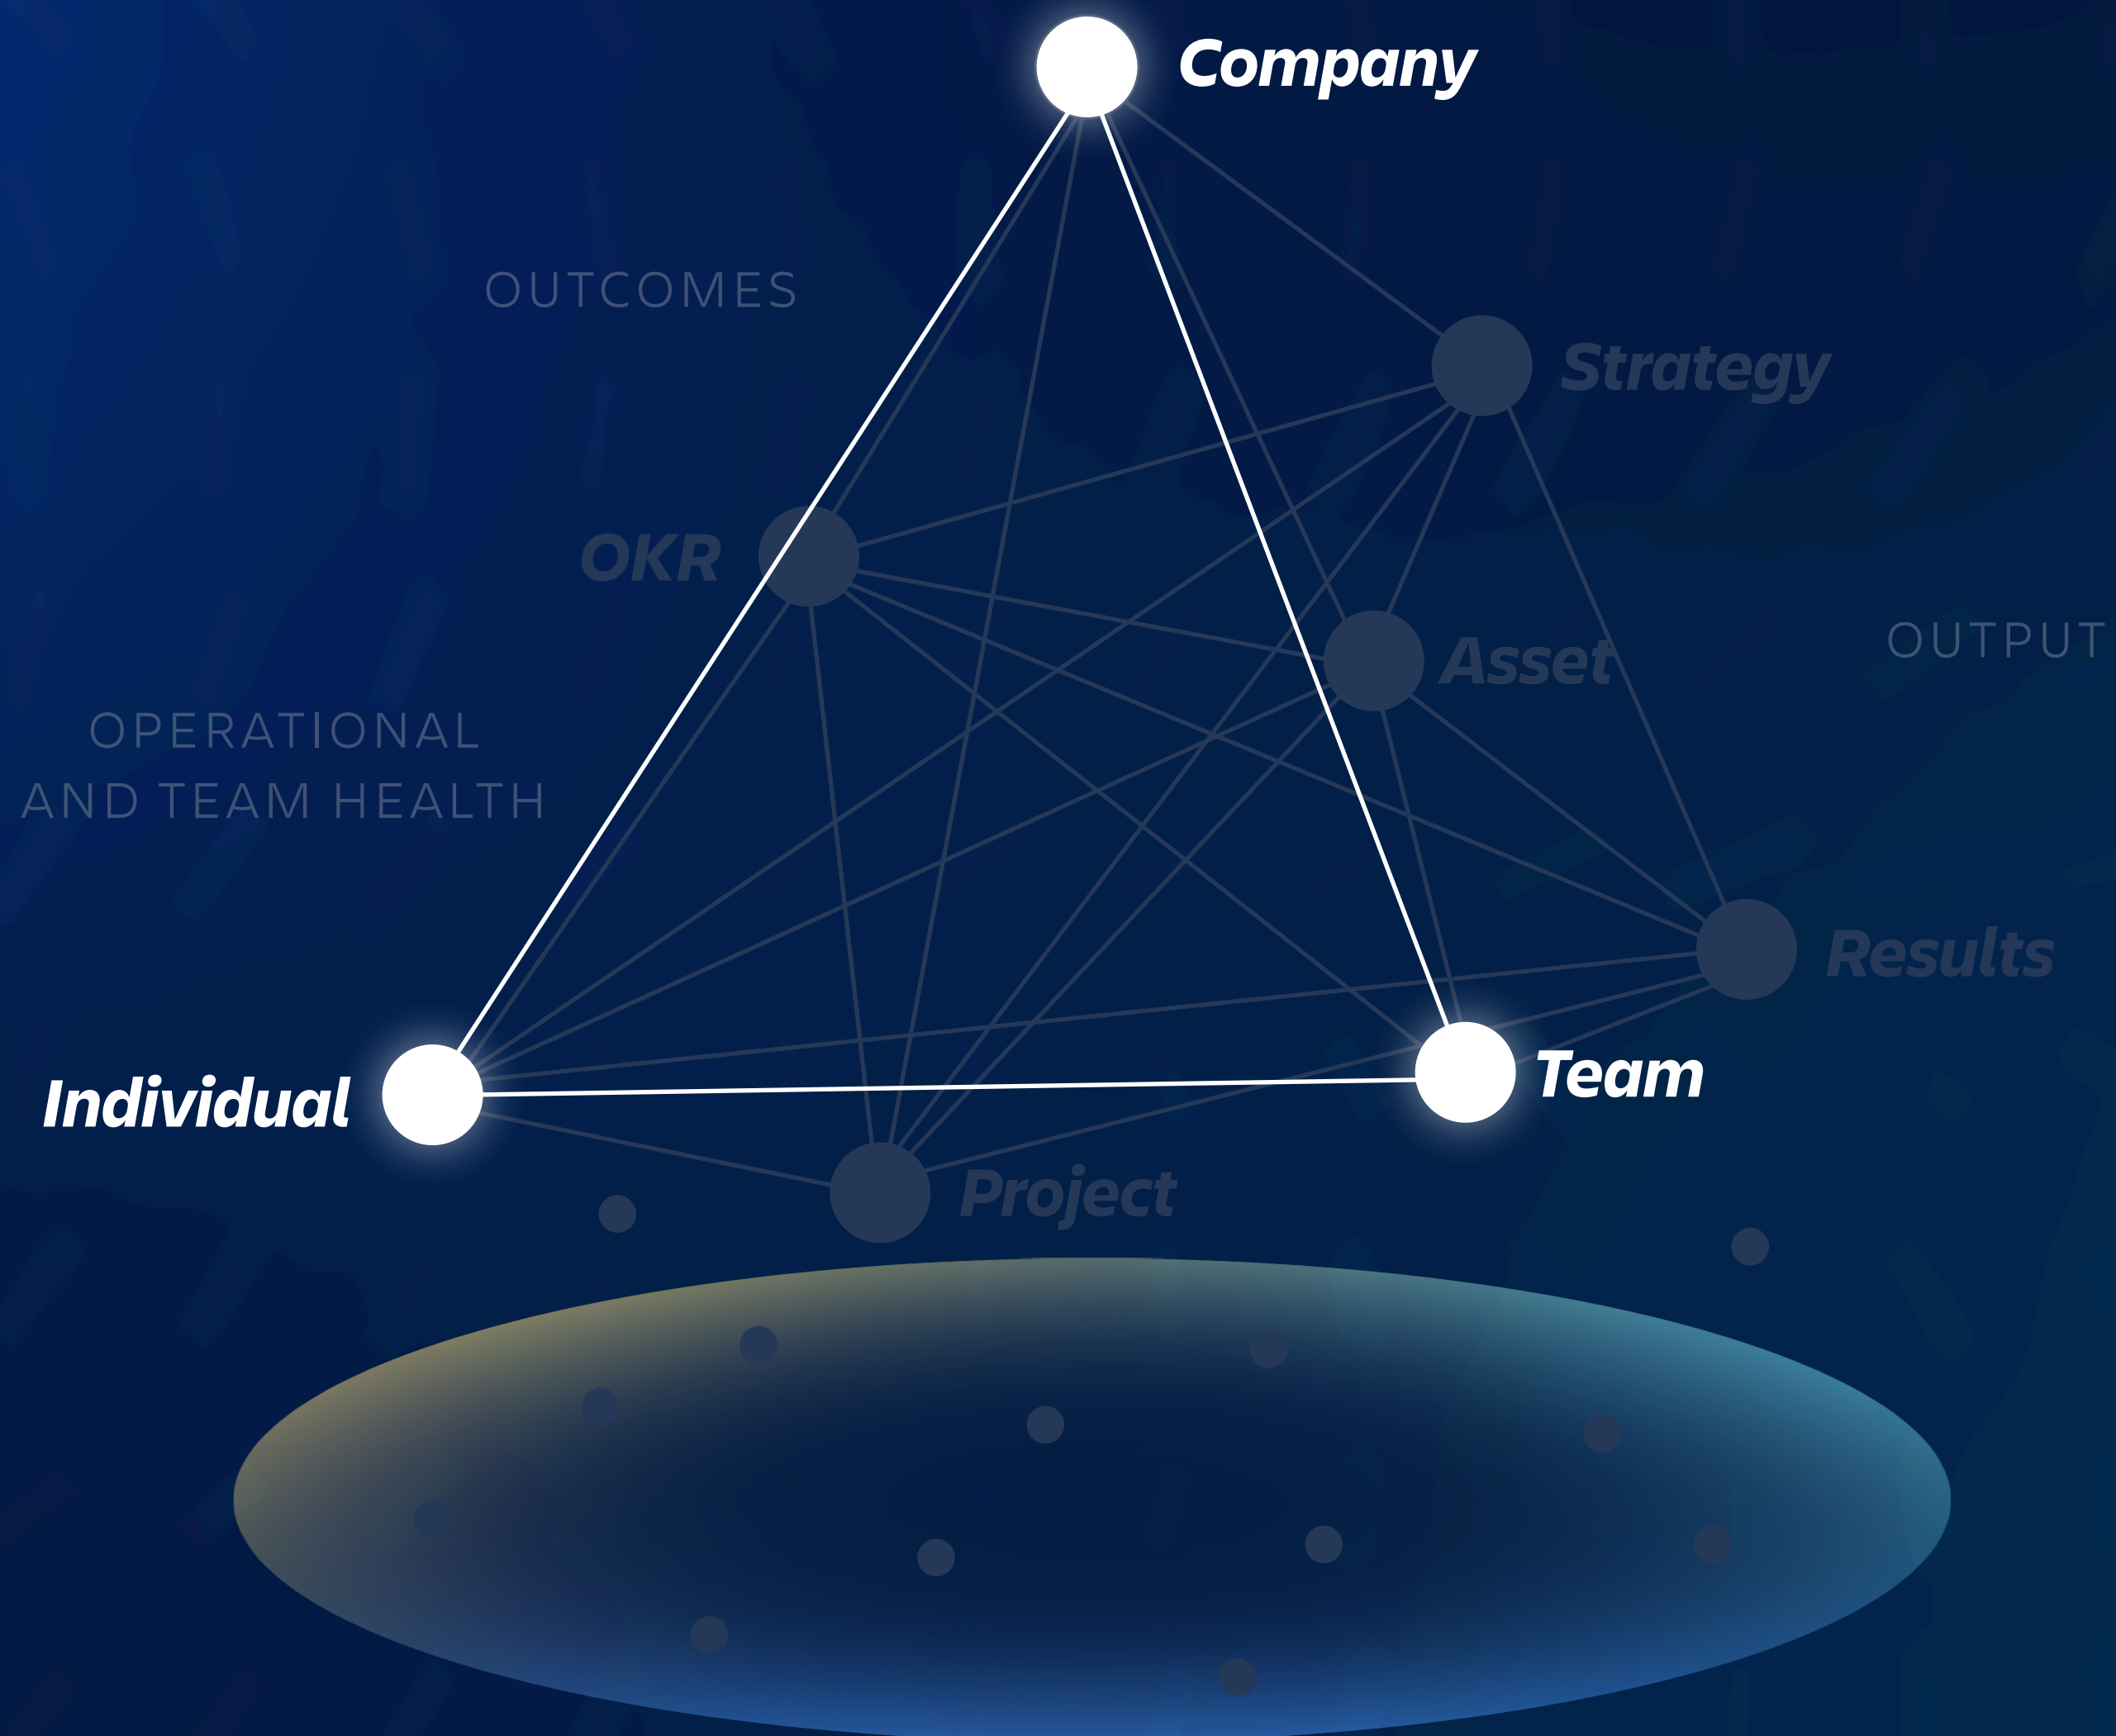 Company
OUTCOMES
Strategy
OKR
OUTPUT
Asset
OPERATIONAL
AND TEAM HEALTH
Results
Team
Individual
Project